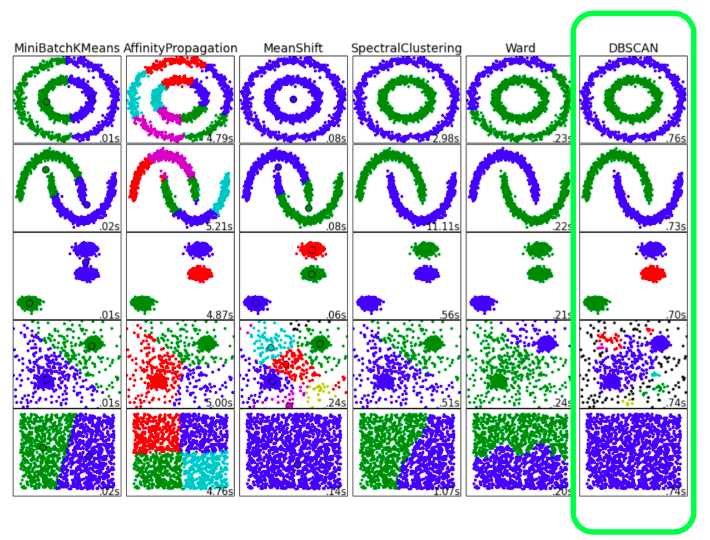 MiniBatchKMeans AffinityPropagation MeanShift SpectralClustering Ward DBSCAN
.01s 4.79s .08s 2.98s .23s .76s
.02s 5.21s .08s 11.11s .22s .73s
.01s 4.87s .06s .56s .21s .70s
.01s 5.00s .24s .51s .24s .74s
.02s 4.76s .14s 1.07s .20s .74s